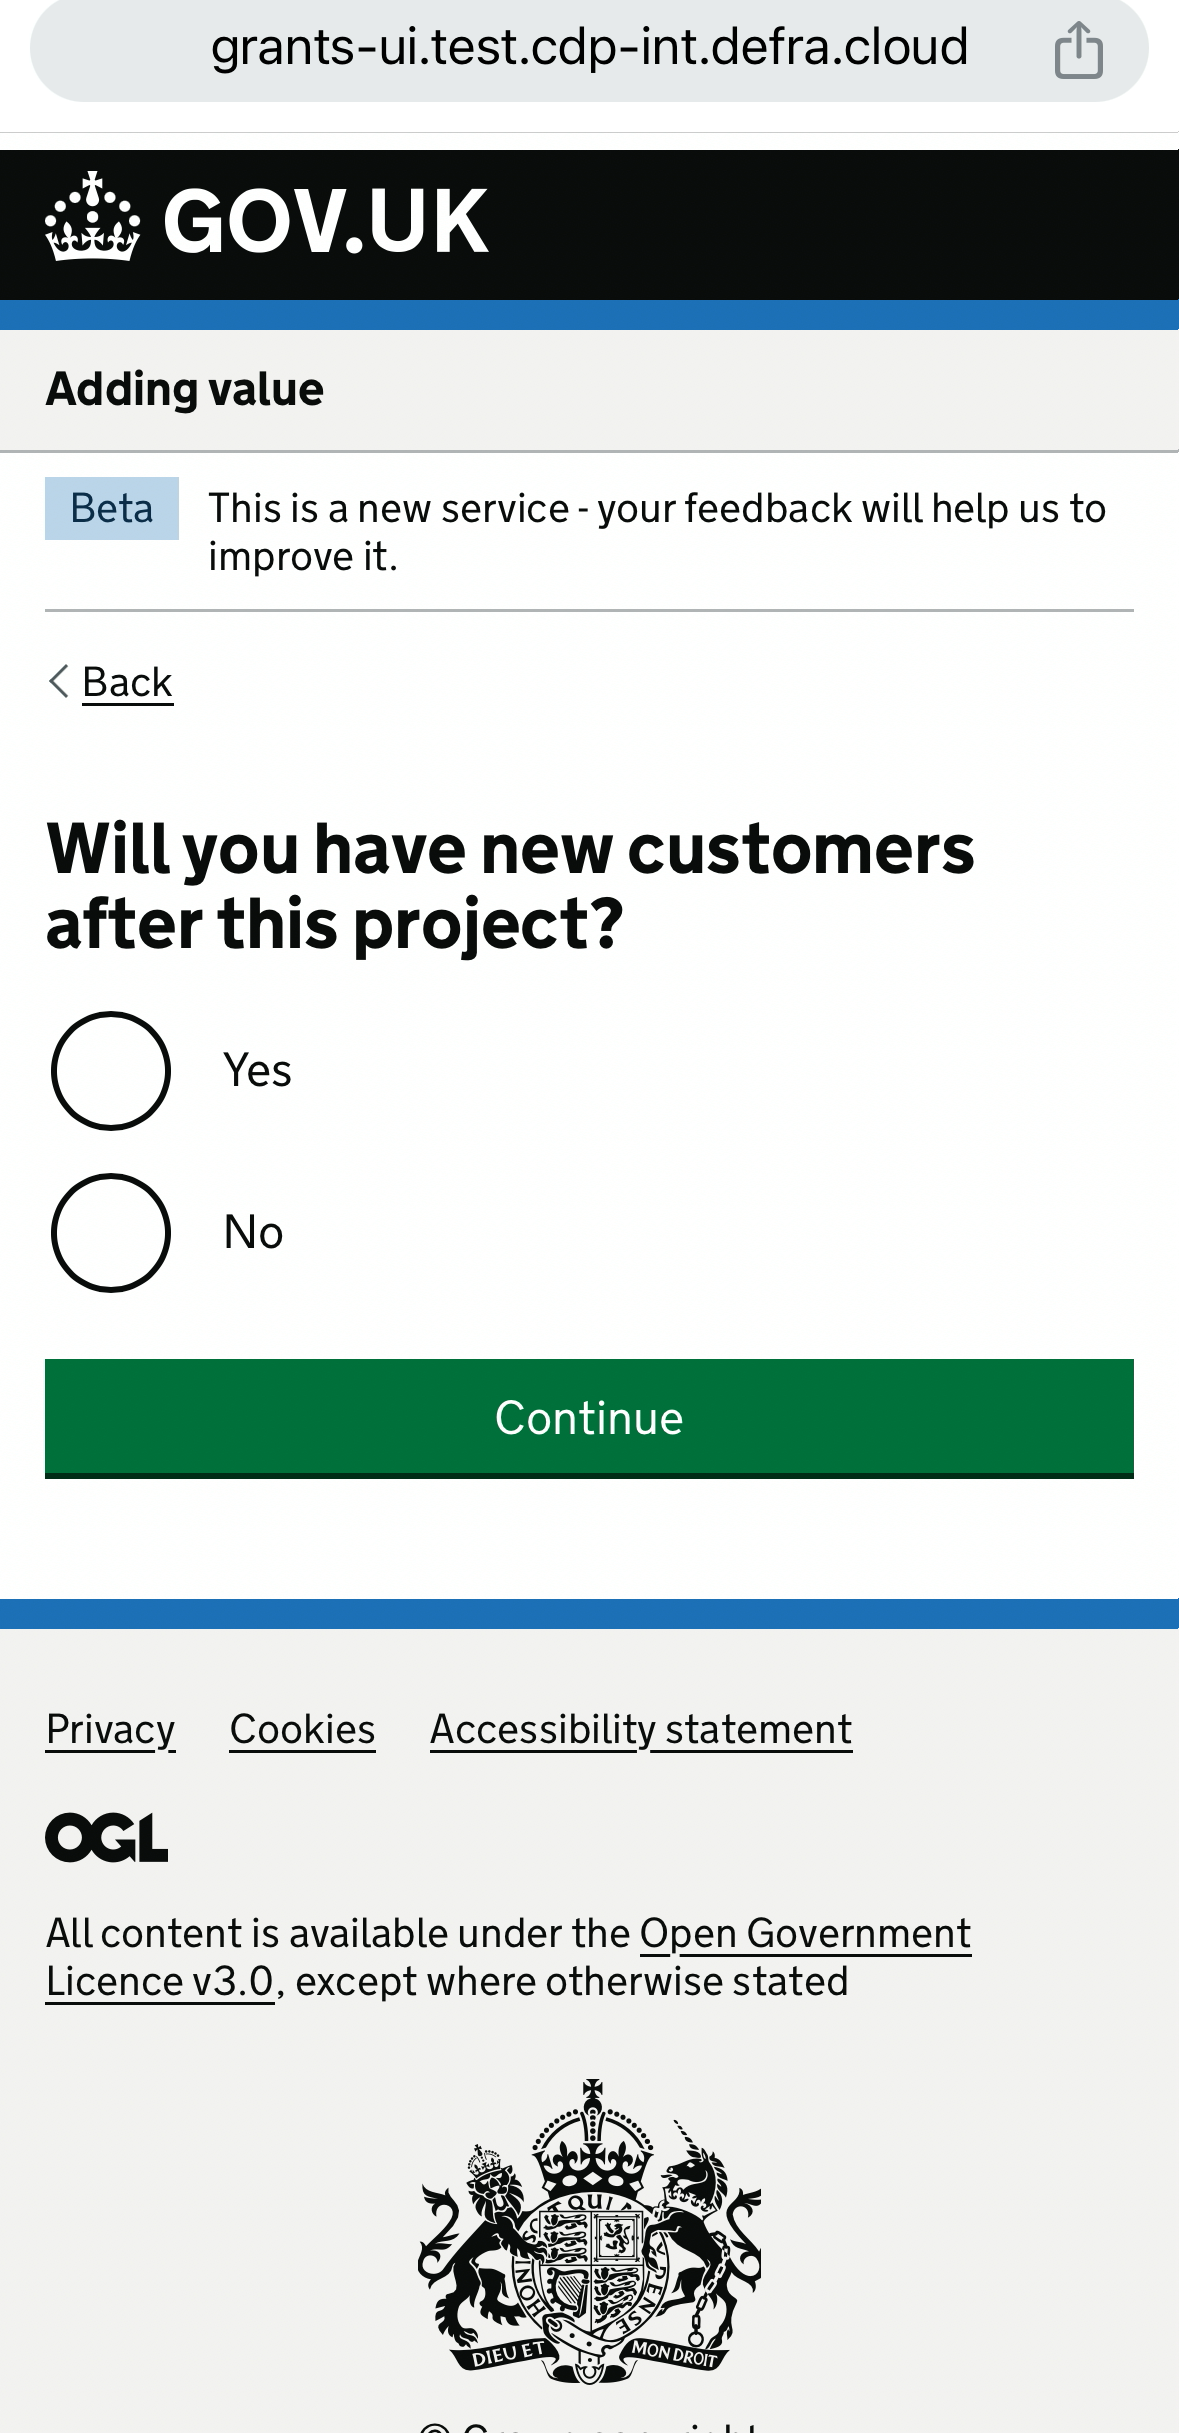 grants-ui.test.cdp-int.defra.cloud
GOV.UK
Adding value
Beta
This is a new service - your feedback will help us to
improve it.
Back
Will you have new customers
after this project?
Yes
No
Continue
Privacy Cookies Accessibility statement
OGL
All content is available under the Open Government
Licence v3.0, except where otherwise stated
QUI
HONI
PENSE
DIEU ET MON DROIT